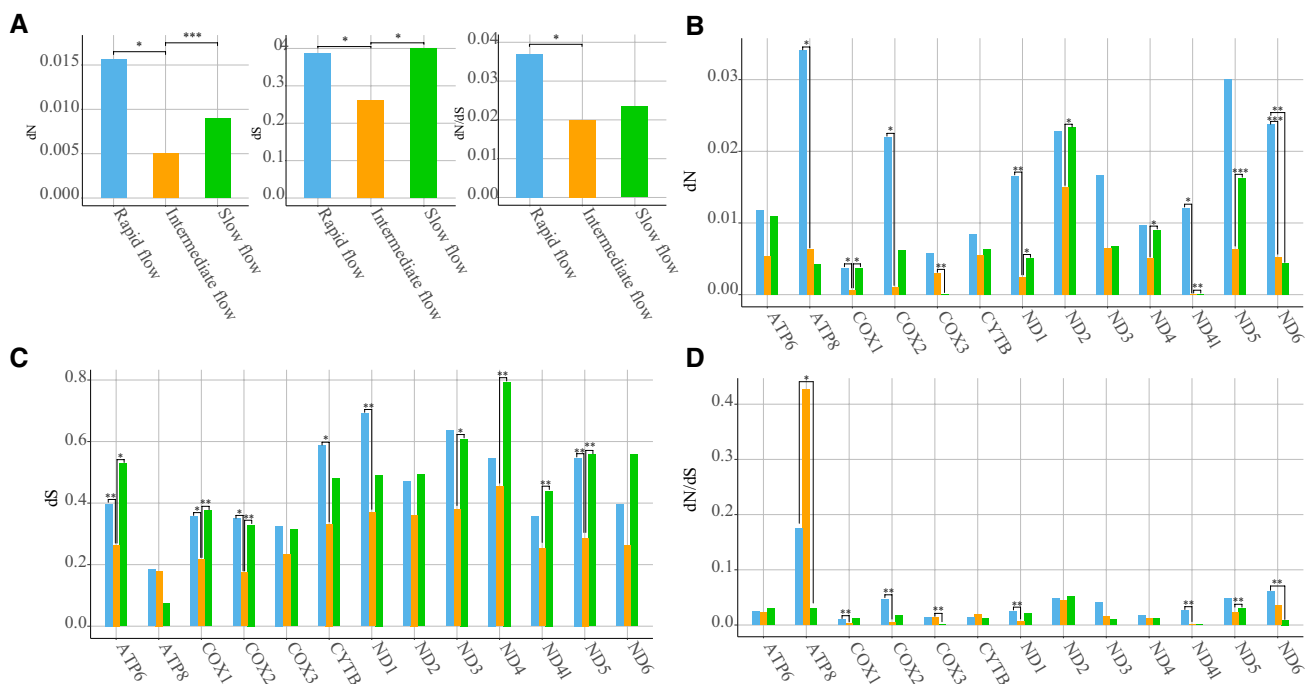 A
*
***
0.015
0.010
0.005
0.000
dN
Rapid flow
Intermediate flow
Slow flow
*
*
0.4
0.3
0.2
0.1
0.0
dS
Rapid flow
Intermediate flow
Slow flow
*
0.04
0.03
0.02
0.01
0.00
dN/dS
Rapid flow
Intermediate flow
Slow flow
B
0.03
0.02
0.01
0.00
dN
*
* *
*
**
**
*
*
*
*
**
***
**
***
ATP6
ATP8
COX1
COX2
COX3
CYTB
ND1
ND2
ND3
ND4
ND4l
ND5
ND6
C
0.8
0.6
0.4
0.2
0.0
dS
**
*
* **
* **
*
**
*
**
**
** **
ATP6
ATP8
COX1
COX2
COX3
CYTB
ND1
ND2
ND3
ND4
ND4l
ND5
ND6
D
0.4
0.3
0.2
0.1
0.0
dN/dS
*
**
**
**
**
**
**
**
ATP6
ATP8
COX1
COX2
COX3
CYTB
ND1
ND2
ND3
ND4
ND4l
ND5
ND6